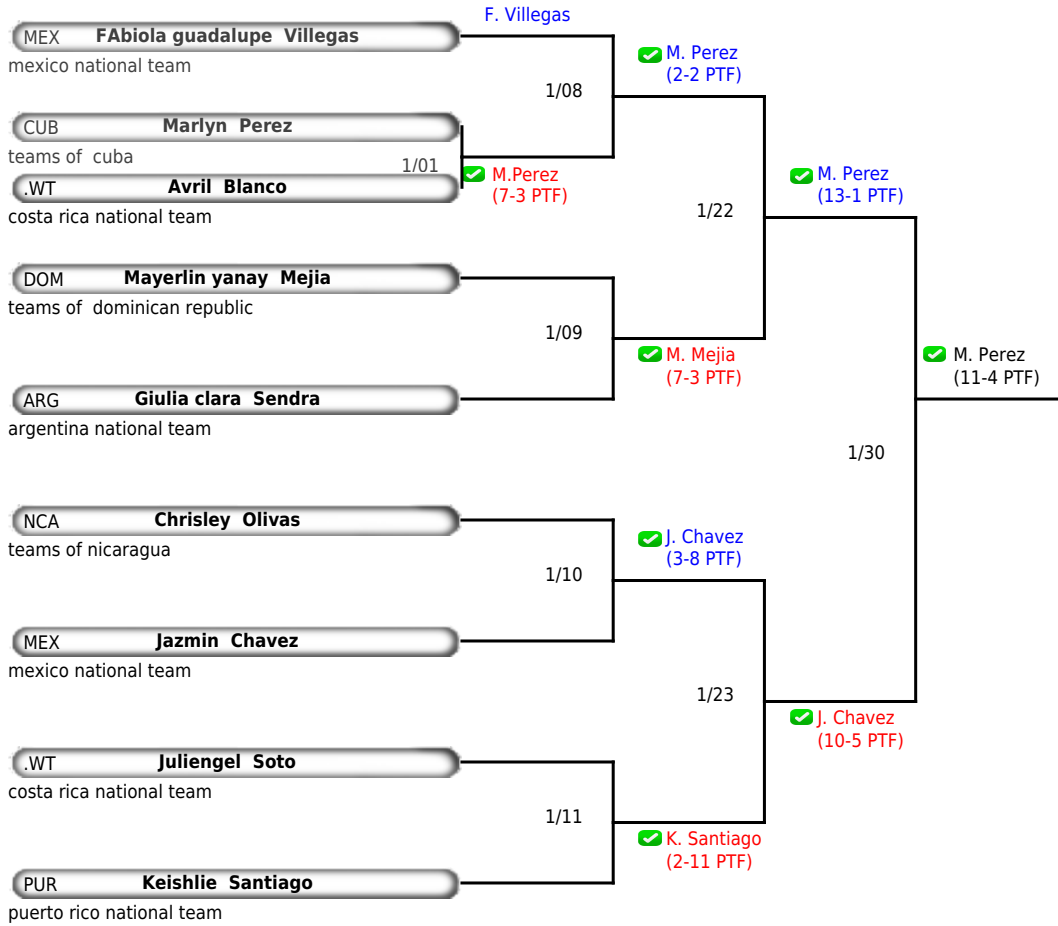 F. Villegas
MEX FAbiola guadalupe Villegas
mexico national team
M. Perez
(2-2 PTF)
1/08
CUB Marlyn Perez
teams of cuba
1/01
M.Perez
(7-3 PTF)
.WT Avril Blanco
costa rica national team
M. Perez
(13-1 PTF)
1/22
DOM Mayerlin yanay Mejia
teams of dominican republic
1/09
M. Mejia
(7-3 PTF)
M. Perez
(11-4 PTF)
ARG Giulia clara Sendra
argentina national team
1/30
NCA Chrisley Olivas
teams of nicaragua
J. Chavez
(3-8 PTF)
1/10
MEX Jazmin Chavez
mexico national team
1/23
J. Chavez
(10-5 PTF)
.WT Juliengel Soto
costa rica national team
1/11
K. Santiago
(2-11 PTF)
PUR Keishlie Santiago
puerto rico national team